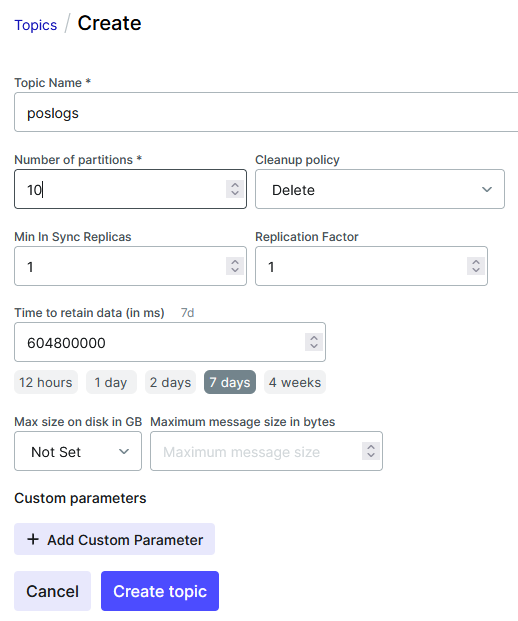 Topics / Create
Topic Name *
poslogs
Number of partitions * Cleanup policy
10 Delete
Min In Sync Replicas Replication Factor
1 1
Time to retain data (in ms) 7d
604800000
12 hours 1 day 2 days 7 days 4 weeks
Max size on disk in GB Maximum message size in bytes
Not Set Maximum message size
Custom parameters
+ Add Custom Parameter
Cancel Create topic